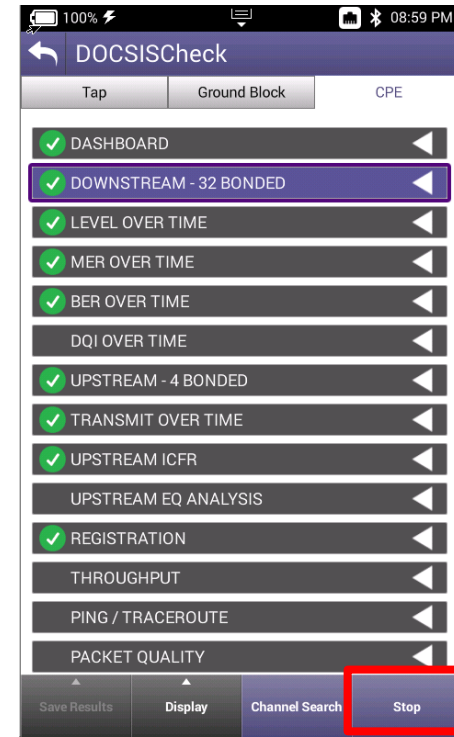 100% 08:59 PM
DOCSISCheck
Tap Ground Block CPE
DASHBOARD
DOWNSTREAM - 32 BONDED
LEVEL OVER TIME
MER OVER TIME
BER OVER TIME
DQI OVER TIME
UPSTREAM - 4 BONDED
TRANSMIT OVER TIME
UPSTREAM ICFR
UPSTREAM EQ ANALYSIS
REGISTRATION
THROUGHPUT
PING / TRACEROUTE
PACKET QUALITY
Save Results Display Channel Search Stop